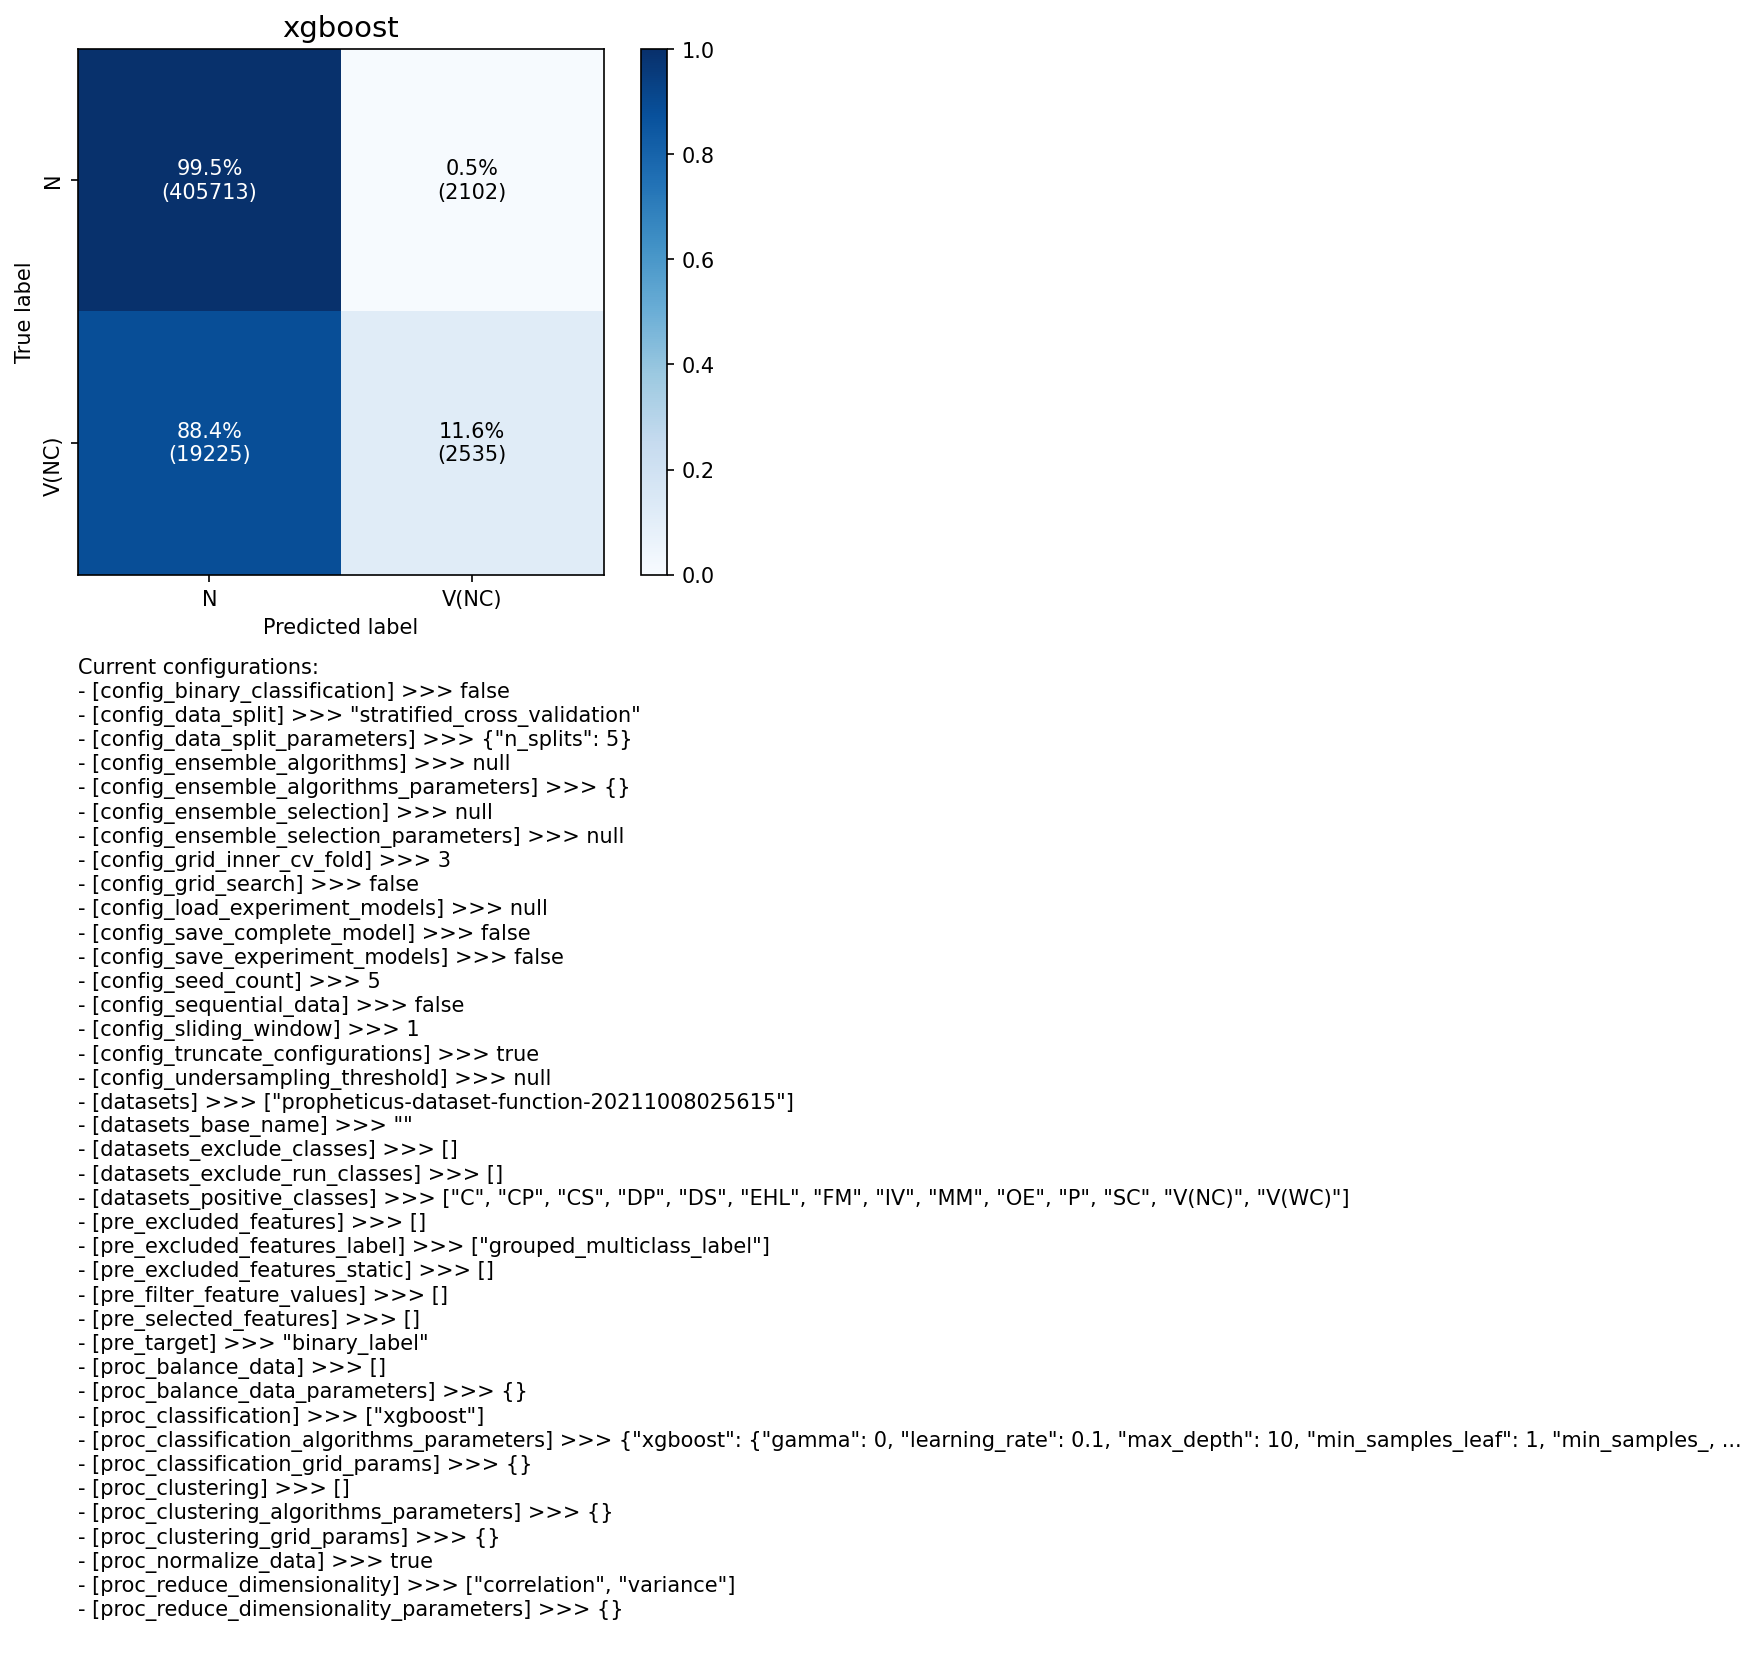 xgboost
99.5%
(405713)
0.5%
(2102)
88.4%
(19225)
11.6%
(2535)
N
V(NC)
True label
N
V(NC)
Predicted label
1.0
0.8
0.6
0.4
0.2
0.0
Current configurations:
- [config_binary_classification] >>> false
- [config_data_split] >>> "stratified_cross_validation"
- [config_data_split_parameters] >>> {"n_splits": 5}
- [config_ensemble_algorithms] >>> null
- [config_ensemble_algorithms_parameters] >>> {}
- [config_ensemble_selection] >>> null
- [config_ensemble_selection_parameters] >>> null
- [config_grid_inner_cv_fold] >>> 3
- [config_grid_search] >>> false
- [config_load_experiment_models] >>> null
- [config_save_complete_model] >>> false
- [config_save_experiment_models] >>> false
- [config_seed_count] >>> 5
- [config_sequential_data] >>> false
- [config_sliding_window] >>> 1
- [config_truncate_configurations] >>> true
- [config_undersampling_threshold] >>> null
- [datasets] >>> ["propheticus-dataset-function-20211008025615"]
- [datasets_base_name] >>> ""
- [datasets_exclude_classes] >>> []
- [datasets_exclude_run_classes] >>> []
- [datasets_positive_classes] >>> ["C", "CP", "CS", "DP", "DS", "EHL", "FM", "IV", "MM", "OE", "P", "SC", "V(NC)", "V(WC)"]
- [pre_excluded_features] >>> []
- [pre_excluded_features_label] >>> ["grouped_multiclass_label"]
- [pre_excluded_features_static] >>> []
- [pre_filter_feature_values] >>> []
- [pre_selected_features] >>> []
- [pre_target] >>> "binary_label"
- [proc_balance_data] >>> []
- [proc_balance_data_parameters] >>> {}
- [proc_classification] >>> ["xgboost"]
- [proc_classification_algorithms_parameters] >>> {"xgboost": {"gamma": 0, "learning_rate": 0.1, "max_depth": 10, "min_samples_leaf": 1, "min_samples_, ...
- [proc_classification_grid_params] >>> {}
- [proc_clustering] >>> []
- [proc_clustering_algorithms_parameters] >>> {}
- [proc_clustering_grid_params] >>> {}
- [proc_normalize_data] >>> true
- [proc_reduce_dimensionality] >>> ["correlation", "variance"]
- [proc_reduce_dimensionality_parameters] >>> {}